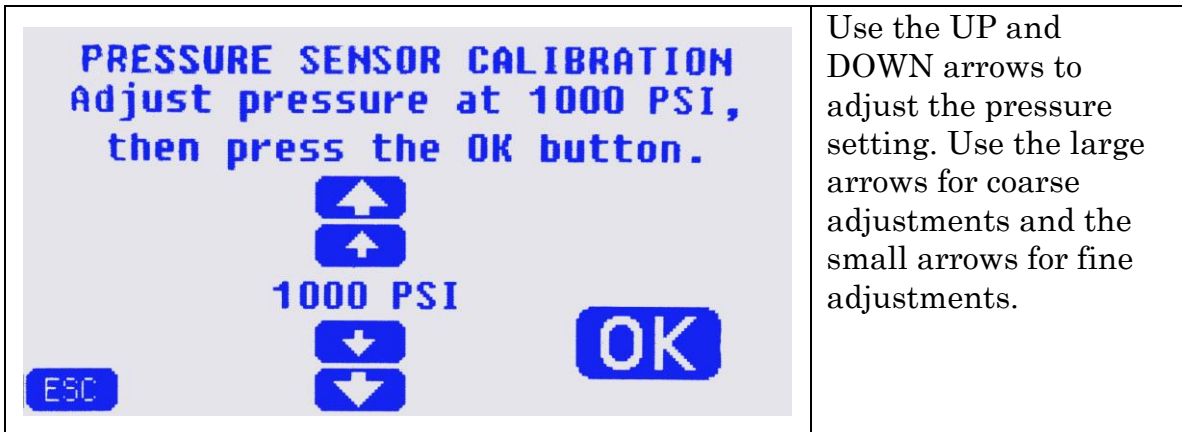 PRESSURE SENSOR CALIBRATION
Adjust pressure at 1000 PSI,
then press the OK button.
1000 PSI
OK
ESC
Use the UP and
DOWN arrows to
adjust the pressure
setting. Use the large
arrows for coarse
adjustments and the
small arrows for fine
adjustments.